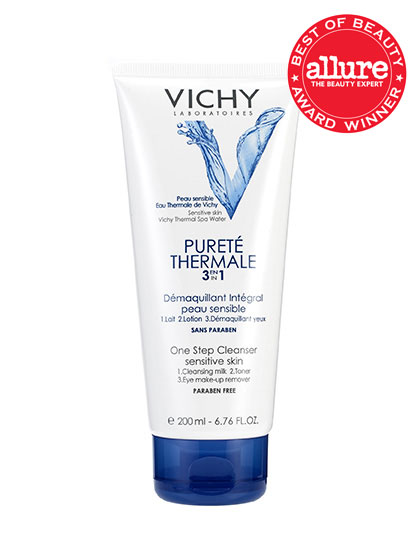 BEST OF BEAUTY
allure
THE BEAUTY EXPERT
AWARD WINNER
VICHY
LABORATOIRES
Peau sensible
Eau Thermale de Vichy
Sensitive skin
Vichy Thermal Spa Water
PURETÉ
THERMALE
3 EN IN 1
Démaquillant Intégral
peau sensible
1.Lait 2.Lotion 3.Démaquillant yeux
SANS PARABEN
One Step Cleanser
sensitive skin
1.Cleansing milk 2.Toner
3.Eye make-up remover
PARABEN FREE
e 200 ml - 6.76 FL.OZ.